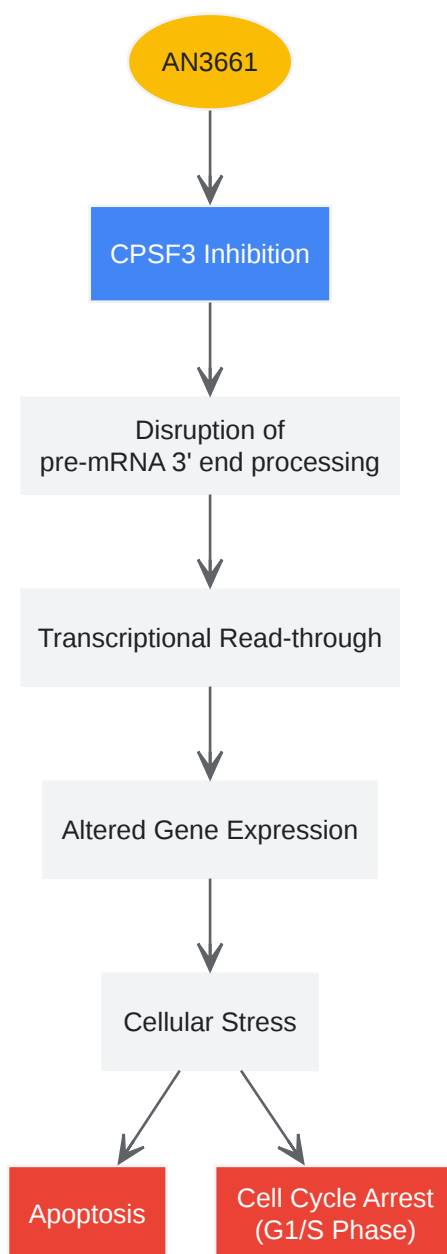 AN3661
CPSF3 Inhibition
Disruption of
pre-mRNA 3' end processing
Transcriptional Read-through
Altered Gene Expression
Cellular Stress
Apoptosis
Cell Cycle Arrest
(G1/S Phase)